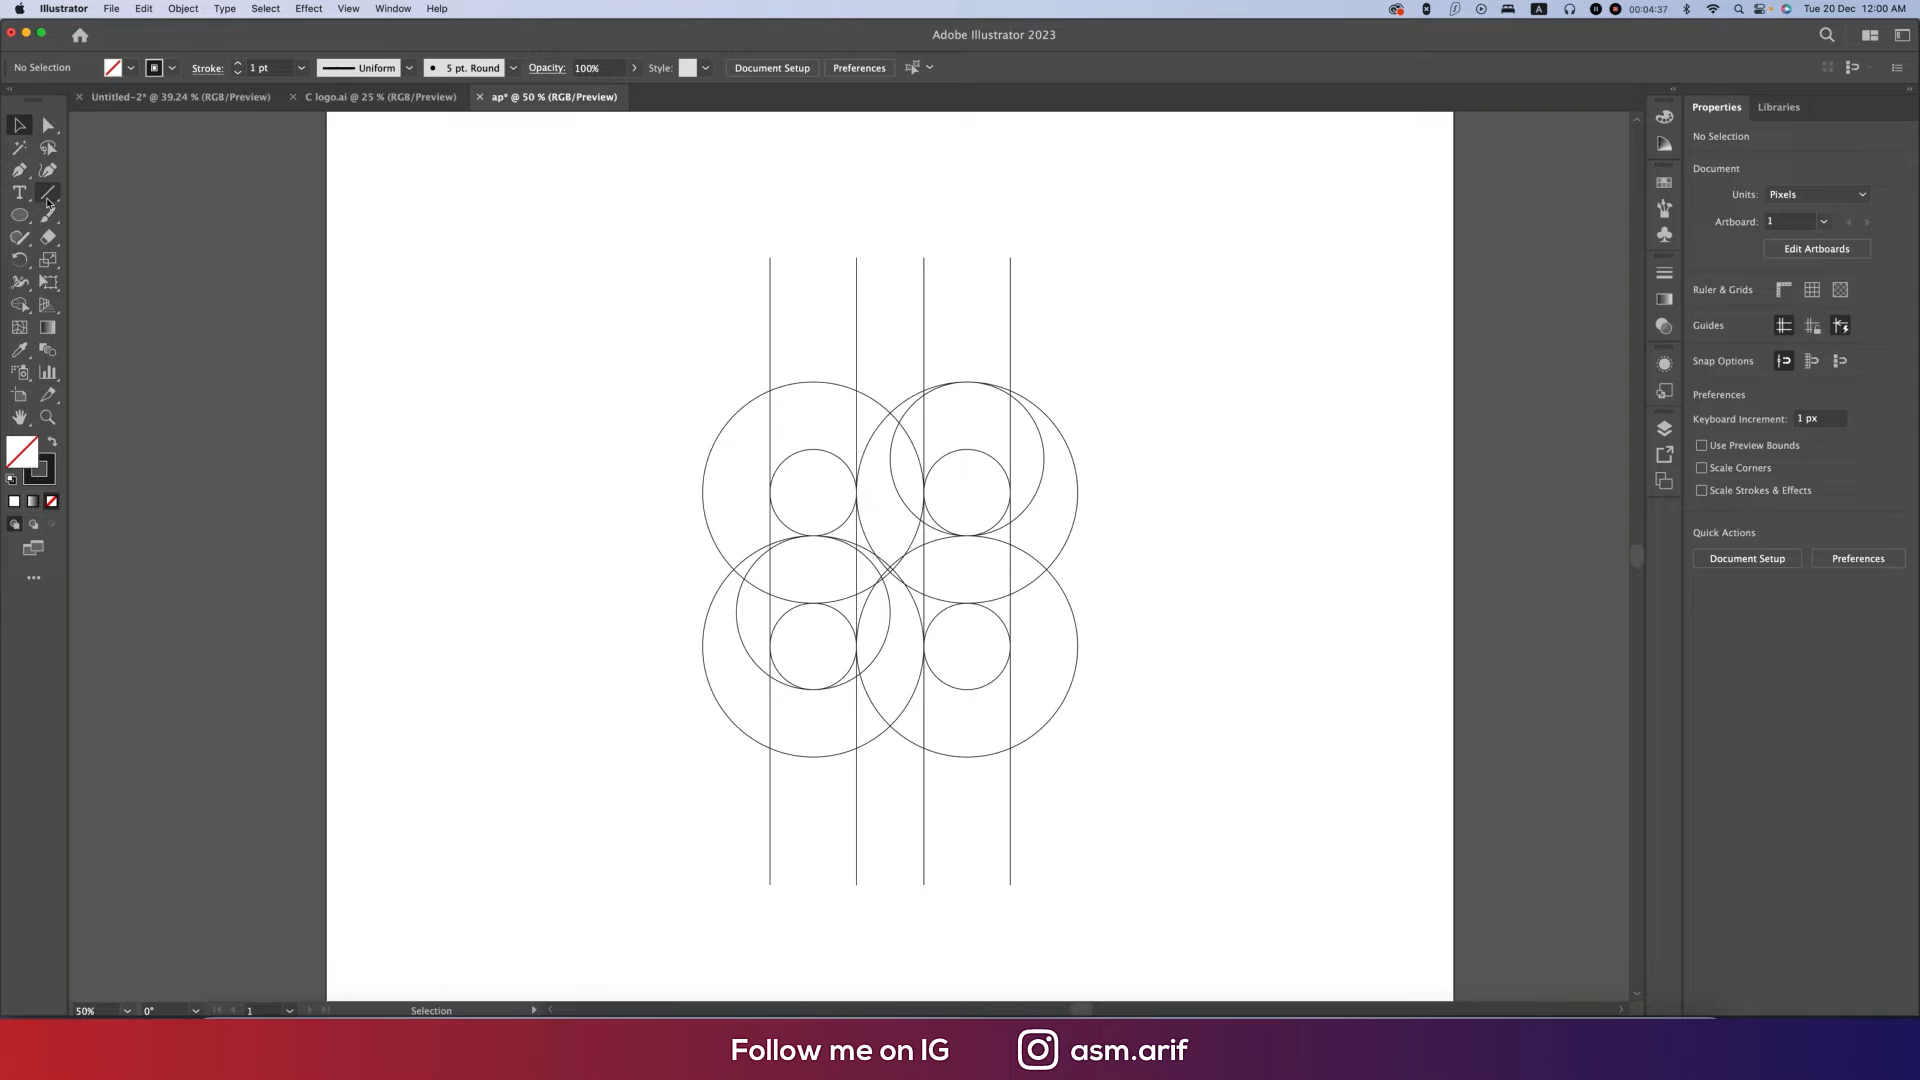 Illustrator File Edit Object Type Select Effect View Window Help
A 00:04:37 Tue 20 Dec 12:00 AM
Adobe Illustrator 2023
No Selection Stroke: 1 pt Uniform 5 pt. Round Opacity: 100% Style: Document Setup Preferences
Untitled-2* @ 39.24 % (RGB/Preview) C logo.ai @ 25 % (RGB/Preview) ap* @ 50 % (RGB/Preview)
Properties Libraries
No Selection
Document
Units: Pixels
Artboard: 1
Edit Artboards
Ruler & Grids
Guides
Snap Options
Preferences
Keyboard Increment: 1 px
Use Preview Bounds
Scale Corners
Scale Strokes & Effects
Quick Actions
Document Setup Preferences
50% 0° 1 Selection
Follow me on IG asm.arif